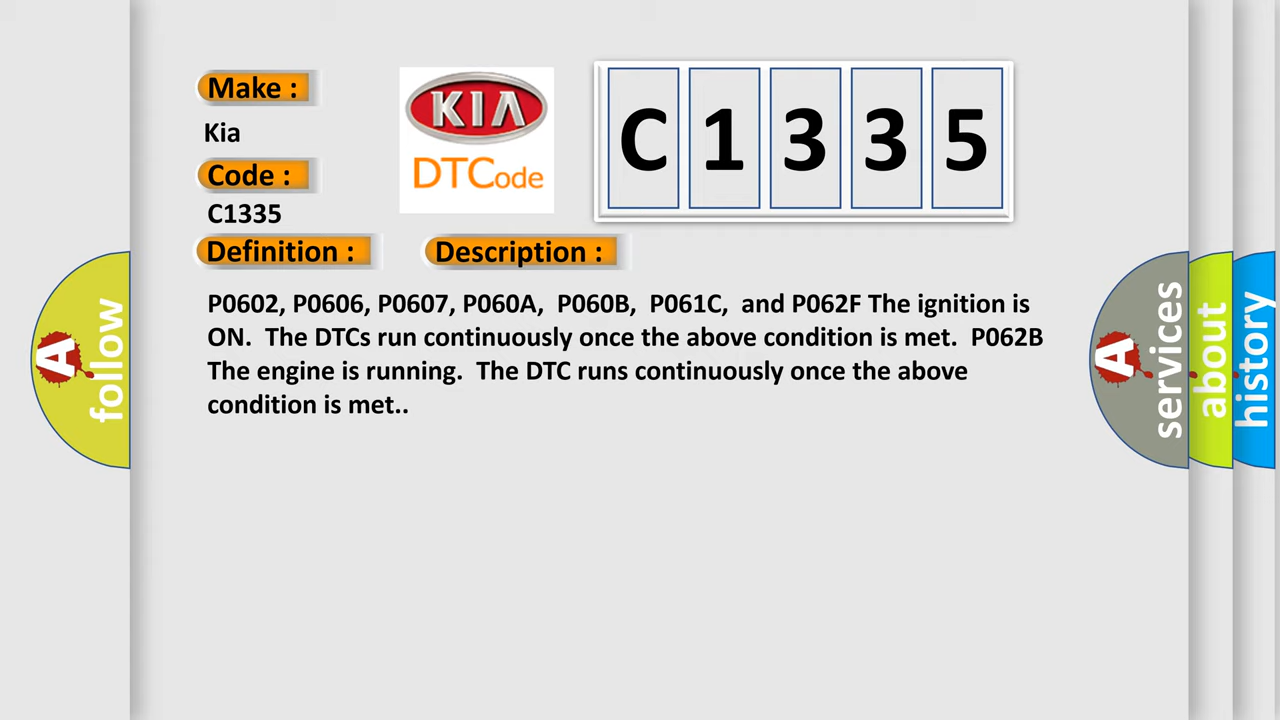 Make :
Kia
Code :
C1335
Definition :
Description :
KIA
DTCode
C1335
P0602, P0606, P0607, P060A,  P060B,  P061C,  and P062F The ignition is
ON  The DTCs run continuously once the above condition is met  P062B
The engine is running  The DTC runs continuously once the above
condition is met..
A follow
A services
about
history